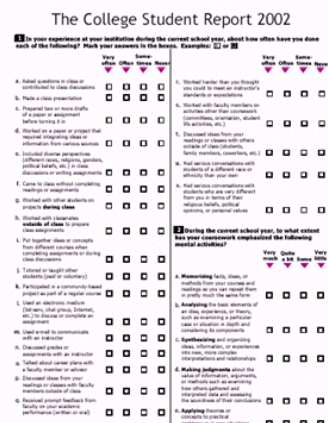 The College Student Report 2002
1 In your experience at your institution during the current school year, about how often have you done
each of the following? Mark your answers in the boxes. Examples: or
Very often Often Some-times Never
a. Asked questions in class or
contributed to class discussions
b. Made a class presentation
c. Prepared two or more drafts
of a paper or assignment
before turning it in
d. Worked on a paper or project that
required integrating ideas or
information from various sources
e. Included diverse perspectives
(different races, religions, genders,
political beliefs, etc.) in class
discussions or writing assignments
f. Came to class without completing
readings or assignments
g. Worked with other students on
projects during class
h. Worked with classmates
outside of class to prepare
class assignments
i. Put together ideas or concepts
from different courses when
completing assignments or during
class discussions
j. Tutored or taught other
students (paid or voluntary)
k. Participated in a community-based
project as part of a regular course
l. Used an electronic medium
(listserv, chat group, Internet,
etc.) to discuss or complete an
assignment
m. Used email to communicate
with an instructor
n. Discussed grades or
assignments with an instructor
o. Talked about career plans with
a faculty member or advisor
p. Discussed ideas from your
readings or classes with faculty
members outside of class
q. Received prompt feedback from
faculty on your academic
performance (written or oral)
Very often Often Some-times Never
r. Worked harder than you thought
you could to meet an instructor's
standards or expectations
s. Worked with faculty members on
activities other than coursework
(committees, orientation, student
life activities, etc.)
t. Discussed ideas from your
readings or classes with others
outside of class (students,
family members, coworkers, etc.)
u. Had serious conversations with
students of a different race or
ethnicity than your own
v. Had serious conversations with
students who are very different
from you in terms of their
religious beliefs, political
opinions, or personal values
2 During the current school year, to what extent
has your coursework emphasized the following
mental activities?
Very much Quite a bit Some Very little
a. Memorizing facts, ideas, or
methods from your courses and
readings so you can repeat them
in pretty much the same form
b. Analyzing the basic elements of
an idea, experience, or theory,
such as examining a particular
case or situation in depth and
considering its components
c. Synthesizing and organizing
ideas, information, or experiences
into new, more complex
interpretations and relationships
d. Making judgments about the
value of information, arguments,
or methods such as examining
how others gathered and
interpreted data and assessing
the soundness of their conclusions
e. Applying theories or
concepts to practical